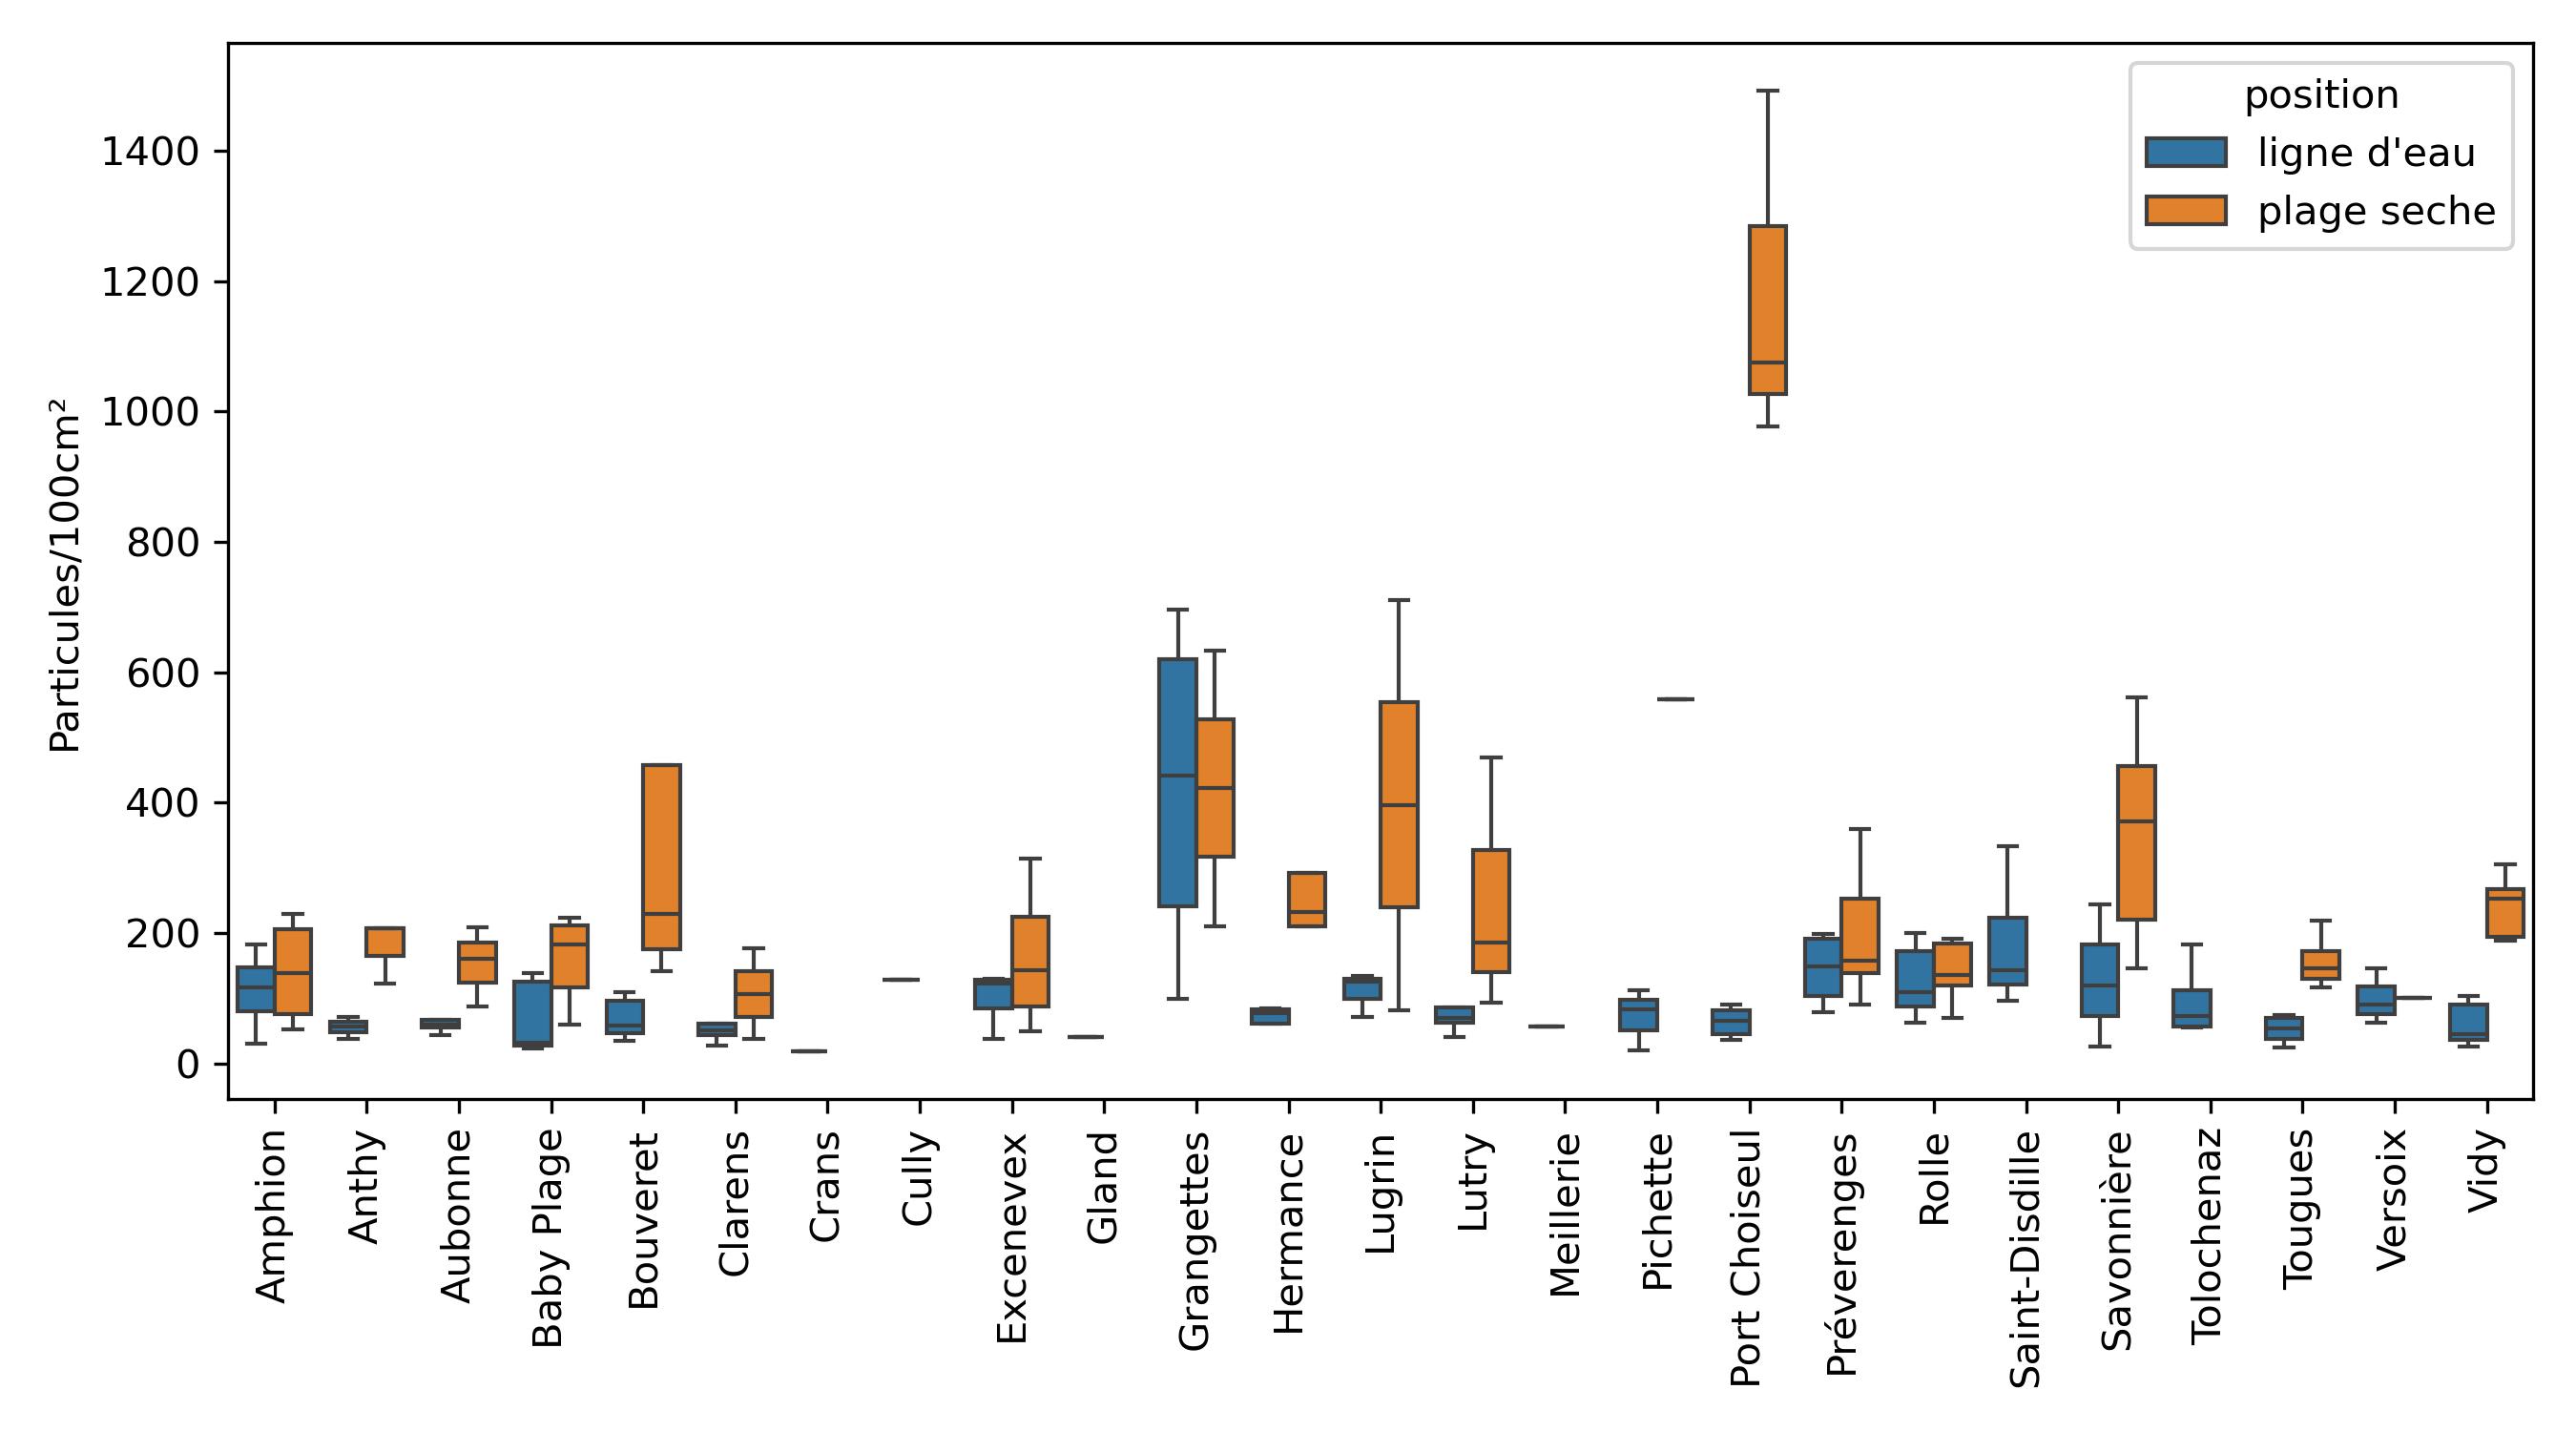 position
ligne d'eau
plage seche
Particules/100cm²
1400
1200
1000
800
600
400
200
0
Amphion
Anthy
Aubonne
Baby Plage
Bouveret
Clarens
Crans
Cully
Excenevex
Gland
Grangettes
Hermance
Lugrin
Lutry
Meillerie
Pichette
Port Choiseul
Préverenges
Rolle
Saint-Disdille
Savonnière
Tolochenaz
Tougues
Versoix
Vidy